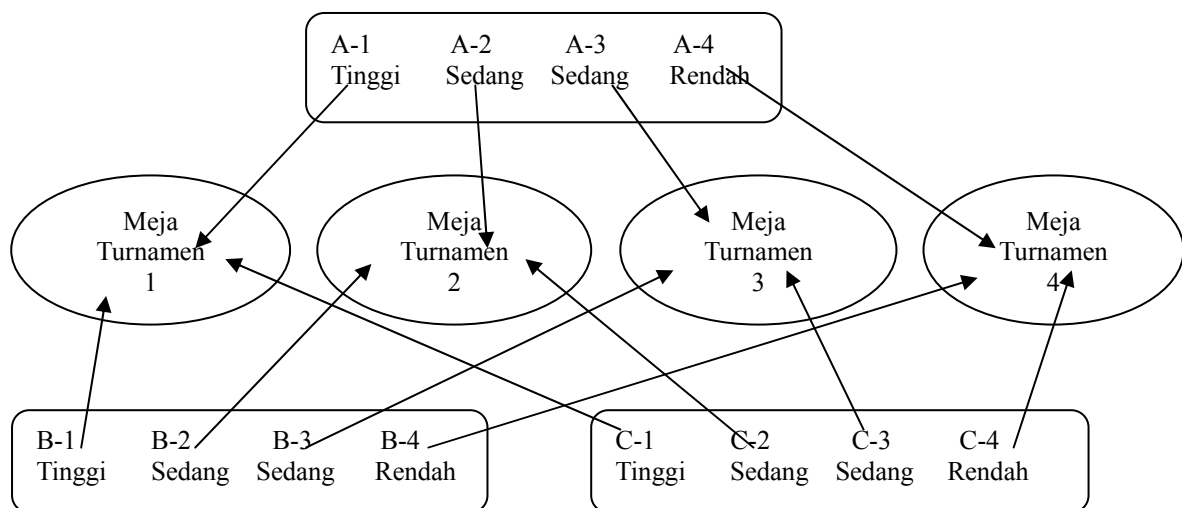 A-1 A-2 A-3 A-4
Tinggi Sedang Sedang Rendah
Meja Meja Meja Meja
Turnamen Turnamen Turnamen Turnamen
1 2 3 4
B-1 B-2 B-3 B-4 C-1 C-2 C-3 C-4
Tinggi Sedang Sedang Rendah Tinggi Sedang Sedang Rendah